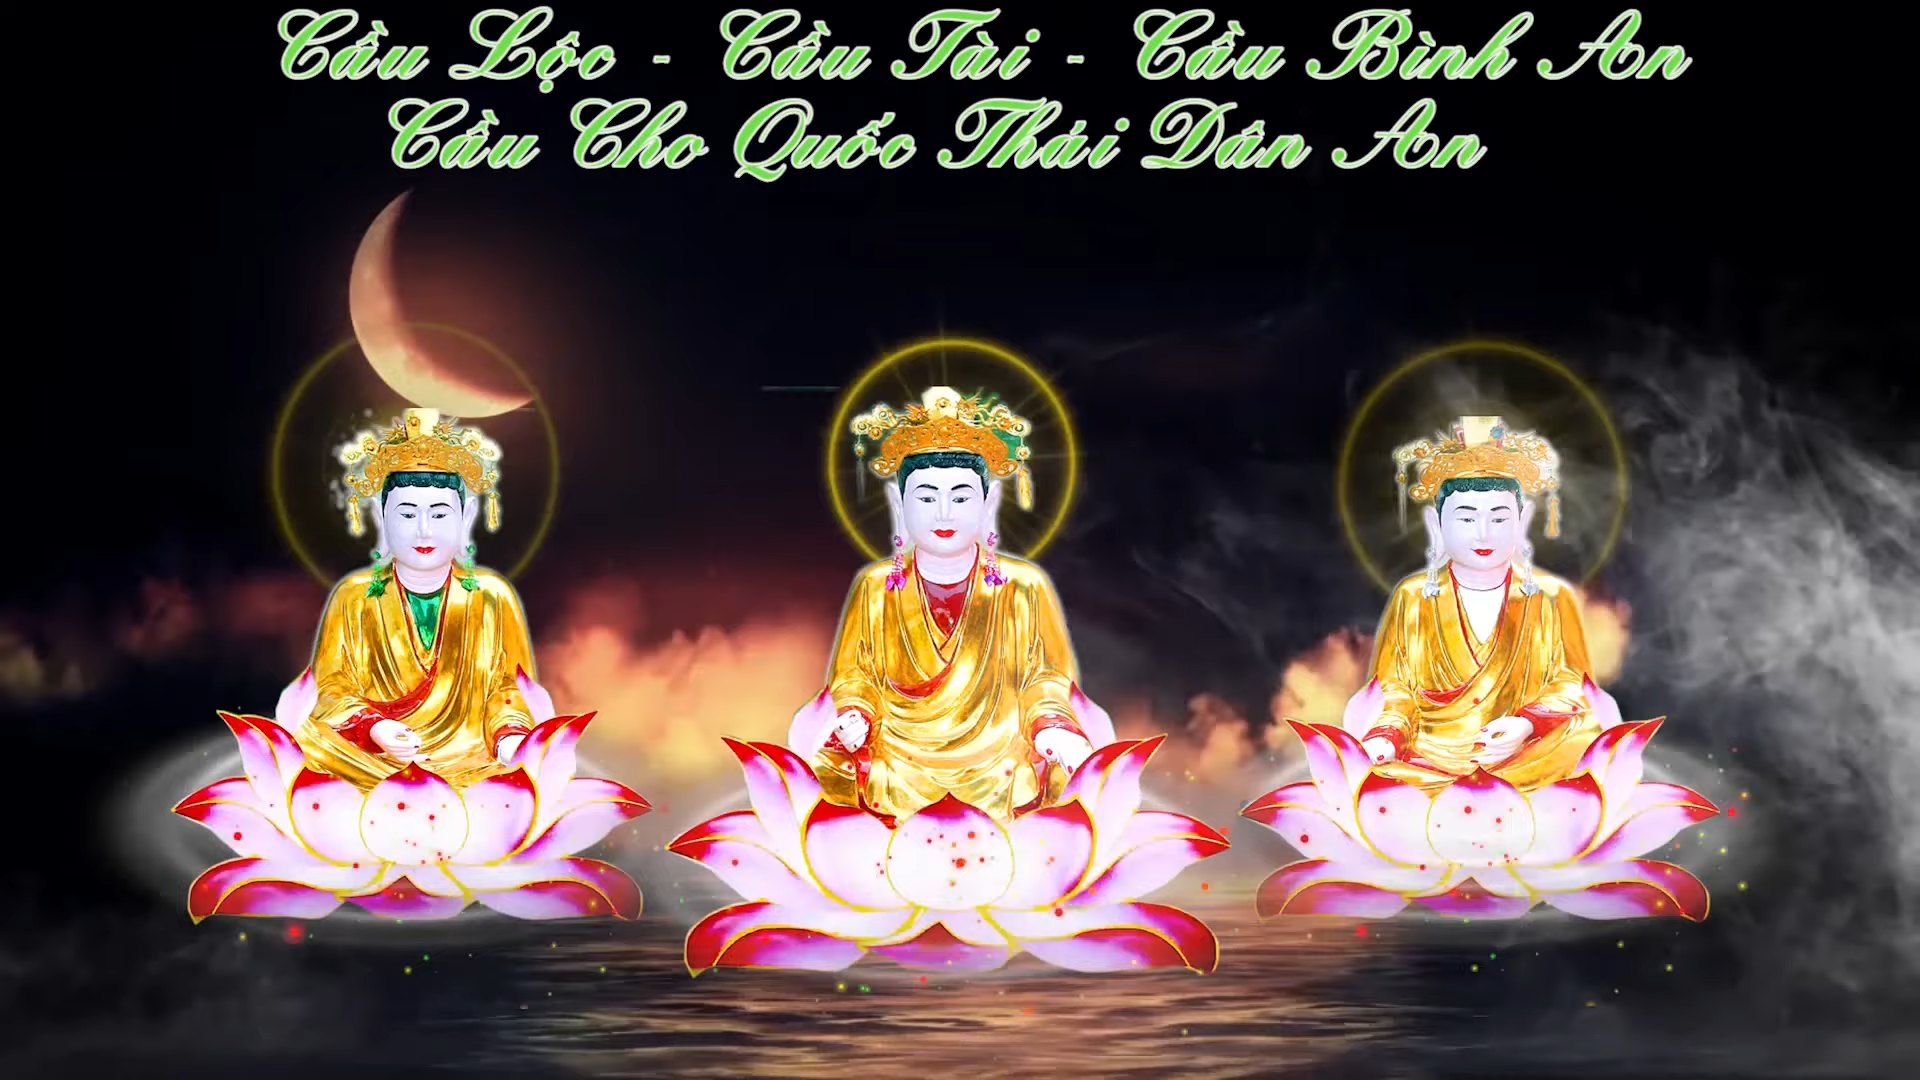 Cầu Lộc - Cầu Tài - Cầu Bình An
Cầu Cho Quốc Thái Dân An